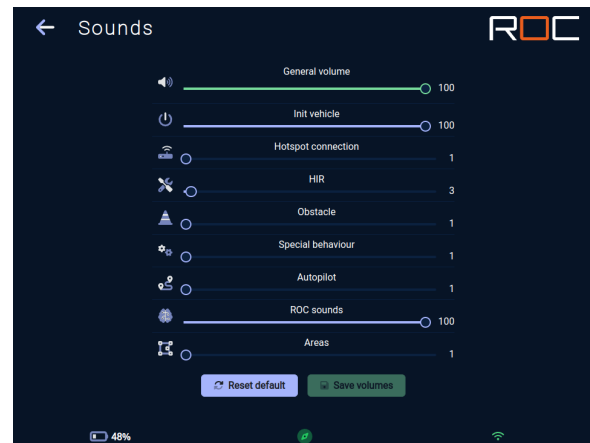 Sounds
ROC
General volume
100
Init vehicle
100
Hotspot connection
1
HIR
3
Obstacle
1
Special behaviour
1
Autopilot
1
ROC sounds
100
Areas
1
Reset default
Save volumes
48%